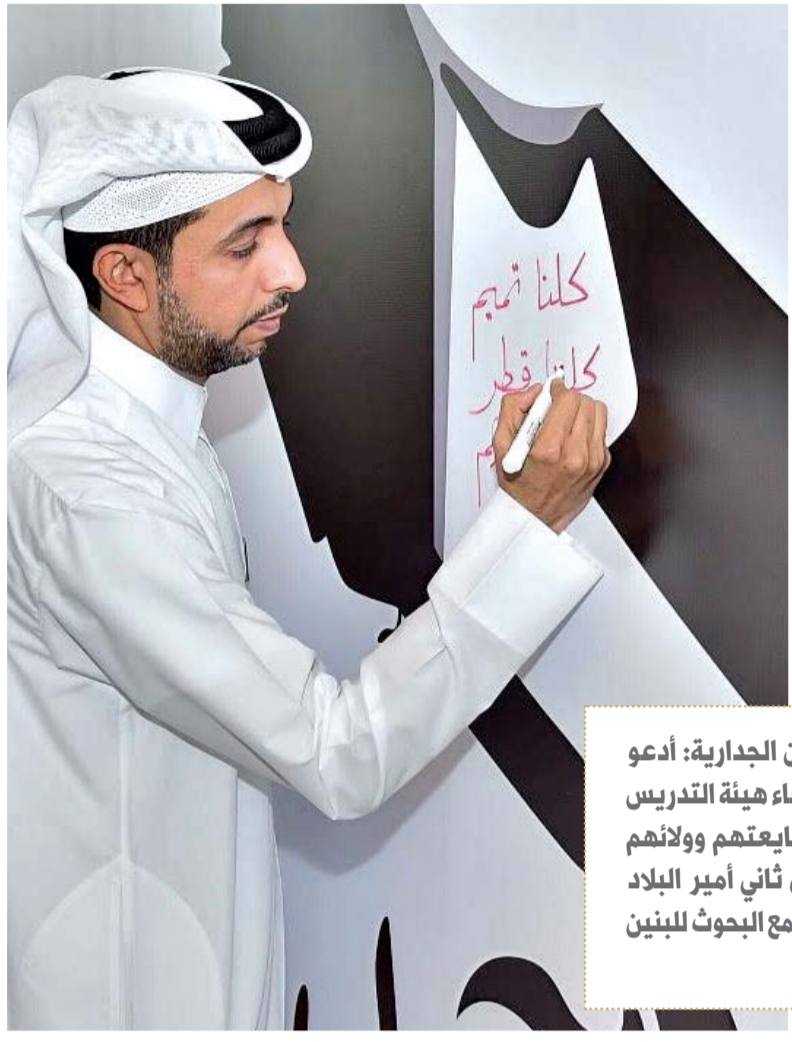 كلنا تميم
كلنا قطر
ن الجدارية: أدعو
اء هيئة التدريس
ايعتهم وولائهم
ثاني أمير البلاد
مع البحوث للبنين